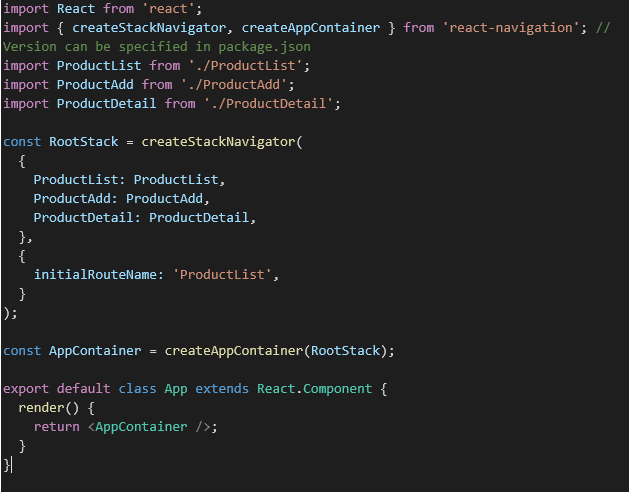 import React from 'react';
import { createStackNavigator, createAppContainer } from 'react-navigation'; //
Version can be specified in package.json
import ProductList from './ProductList';
import ProductAdd from './ProductAdd';
import ProductDetail from './ProductDetail';

const RootStack = createStackNavigator(
  {
    ProductList: ProductList,
    ProductAdd: ProductAdd,
    ProductDetail: ProductDetail,
  },
  {
    initialRouteName: 'ProductList',
  }
);

const AppContainer = createAppContainer(RootStack);

export default class App extends React.Component {
  render() {
    return <AppContainer />;
  }
}